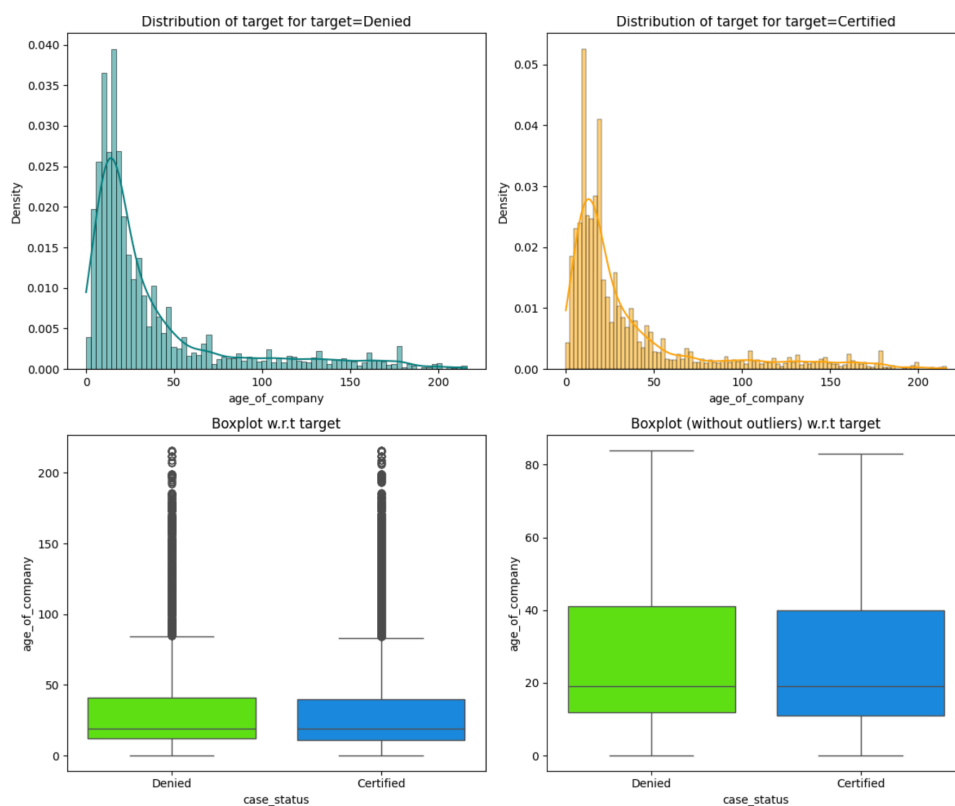 Distribution of target for target=Denied
0.040
0.035
0.030
0.025
0.020
0.015
0.010
0.005
0.000
Density
0
50
100
150
200
age_of_company
Distribution of target for target=Certified
0.05
0.04
0.03
0.02
0.01
0.00
Density
0
50
100
150
200
age_of_company
Boxplot w.r.t target
200
150
100
50
0
age_of_company
Denied
Certified
case_status
Boxplot (without outliers) w.r.t target
80
60
40
20
0
age_of_company
Denied
Certified
case_status